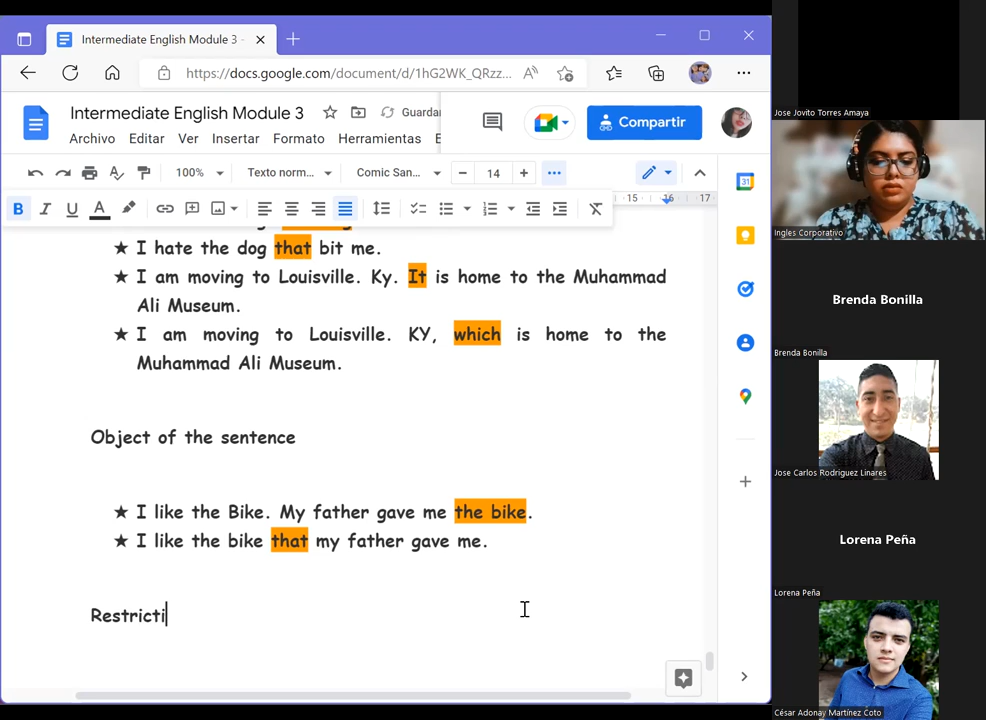 Intermediate English Module 3 -
https://docs.google.com/document/d/1hG2WK_QRzz...
Intermediate English Module 3
Guardar
Compartir
Archivo Editar Ver Insertar Formato Herramientas E
100% Texto norm... Comic San... 14
15 16 17
★ I hate the dog that bit me.
★ I am moving to Louisville. Ky. It is home to the Muhammad
Ali Museum.
★ I am moving to Louisville. KY, which is home to the
Muhammad Ali Museum.
Object of the sentence
★ I like the Bike. My father gave me the bike.
★ I like the bike that my father gave me.
Restricti
Jose Jovito Torres Amaya
Ingles Corporativo
Brenda Bonilla
Brenda Bonilla
Jose Carlos Rodriguez Linares
Lorena Peña
Lorena Peña
César Adonay Martínez Coto